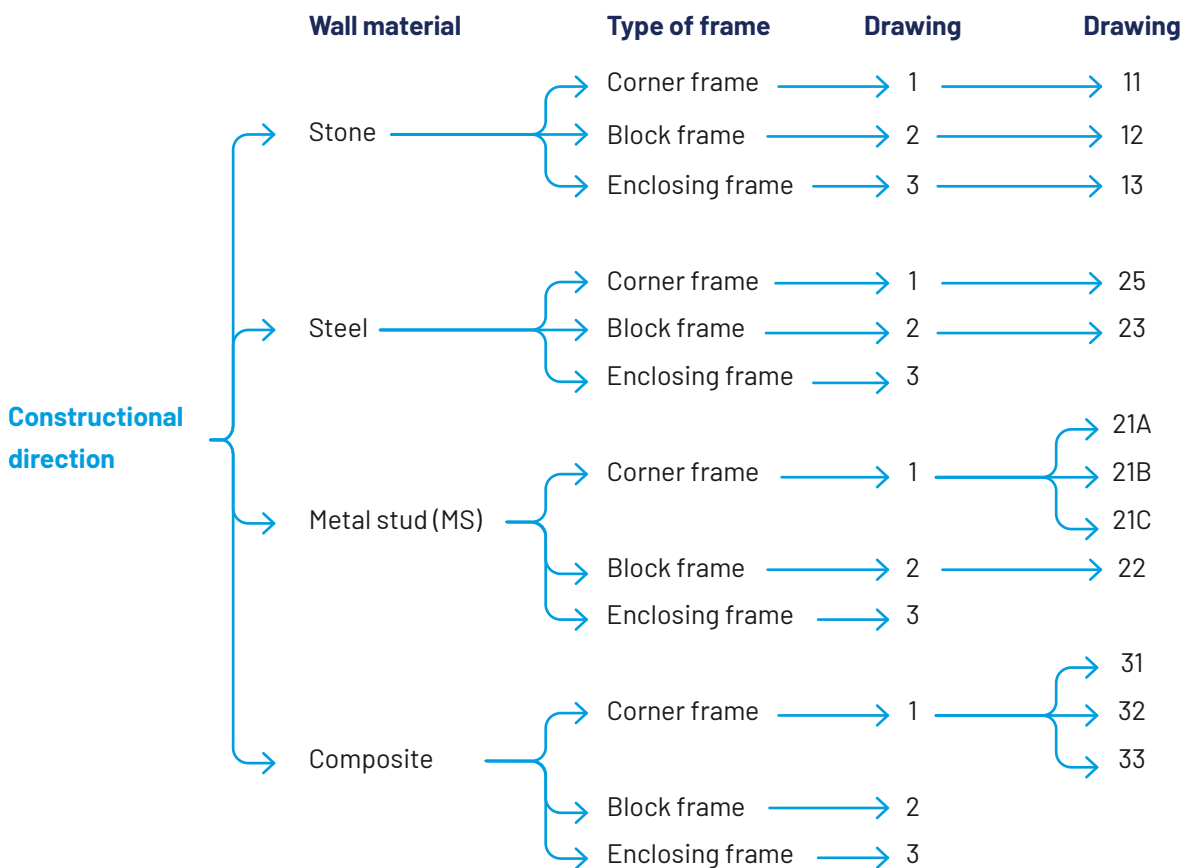 Wall material Type of frame Drawing Drawing
Corner frame 1 11
Stone Block frame 2 12
Enclosing frame 3 13
Corner frame 1 25
Steel Block frame 2 23
Enclosing frame 3
Constructional
direction
21A
Corner frame 1 21B
21C
Metal stud (MS)
Block frame 2 22
Enclosing frame 3
31
Corner frame 1 32
33
Composite
Block frame 2
Enclosing frame 3